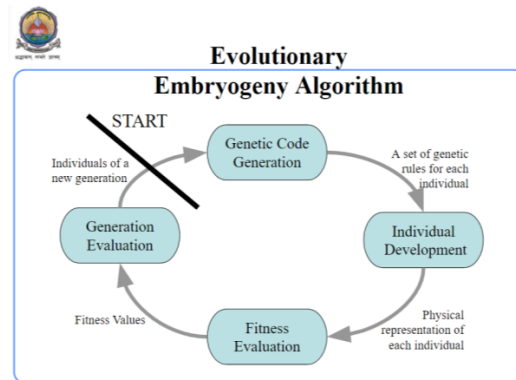 Evolutionary
Embryogeny Algorithm
START
Genetic Code
Generation
A set of genetic
rules for each
individual
Individual
Development
Physical
representation of
each individual
Fitness
Evaluation
Fitness Values
Generation
Evaluation
Individuals of a
new generation